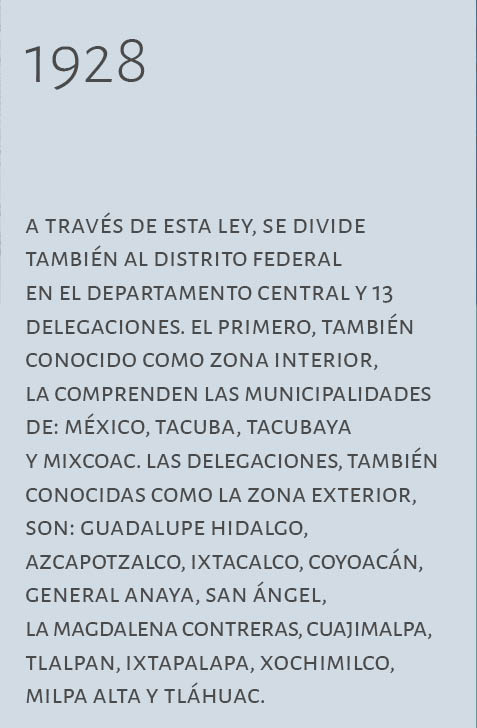 1928
A TRAVÉS DE ESTA LEY, SE DIVIDE
TAMBIÉN AL DISTRITO FEDERAL
EN EL DEPARTAMENTO CENTRAL Y 13
DELEGACIONES. EL PRIMERO, TAMBIÉN
CONOCIDO COMO ZONA INTERIOR,
LA COMPRENDEN LAS MUNICIPALIDADES
DE: MÉXICO, TACUBA, TACUBAYA
Y MIXCOAC. LAS DELEGACIONES, TAMBIÉN
CONOCIDAS COMO LA ZONA EXTERIOR,
SON: GUADALUPE HIDALGO,
AZCAPOTZALCO, IXTACALCO, COYOACÁN,
GENERAL ANAYA, SAN ÁNGEL,
LA MAGDALENA CONTRERAS, CUAJIMALPA,
TLALPAN, IXTAPALAPA, XOCHIMILCO,
MILPA ALTA Y TLÁHUAC.